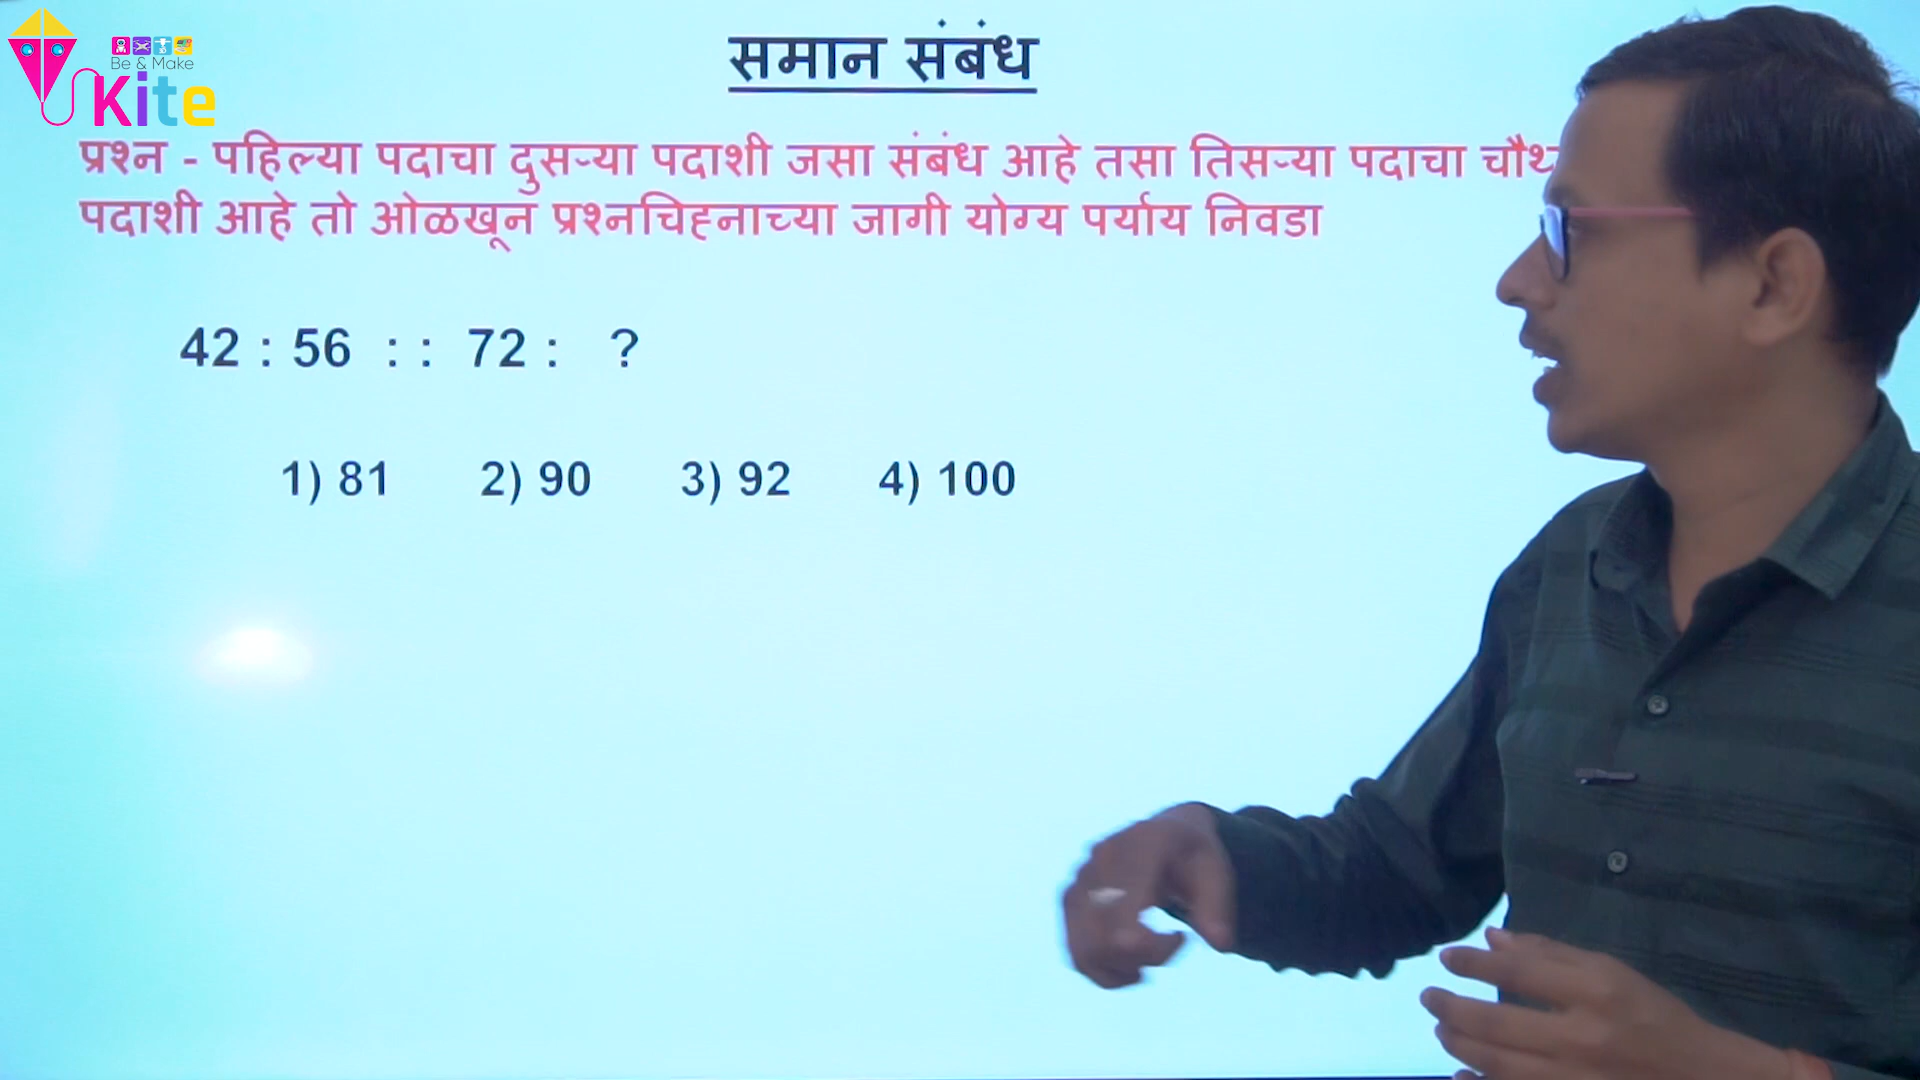 Be & Make
Kite
समान संबंध
प्रश्न - पहिल्या पदाचा दुसऱ्या पदाशी जसा संबंध आहे तसा तिसऱ्या पदाचा
पदाशी आहे तो ओळखून प्रश्नचिह्नाच्या जागी योग्य पर्याय निवडा
42 : 56 : : 72 : ?
1) 81 2) 90 3) 92 4) 100